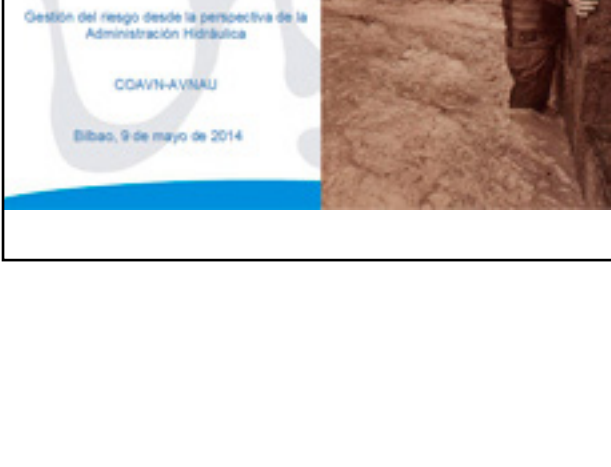 Gestión del riesgo desde la perspectiva de la
Administración Hidráulica
COAVN-AVNAU
Bilbao, 9 de mayo de 2014